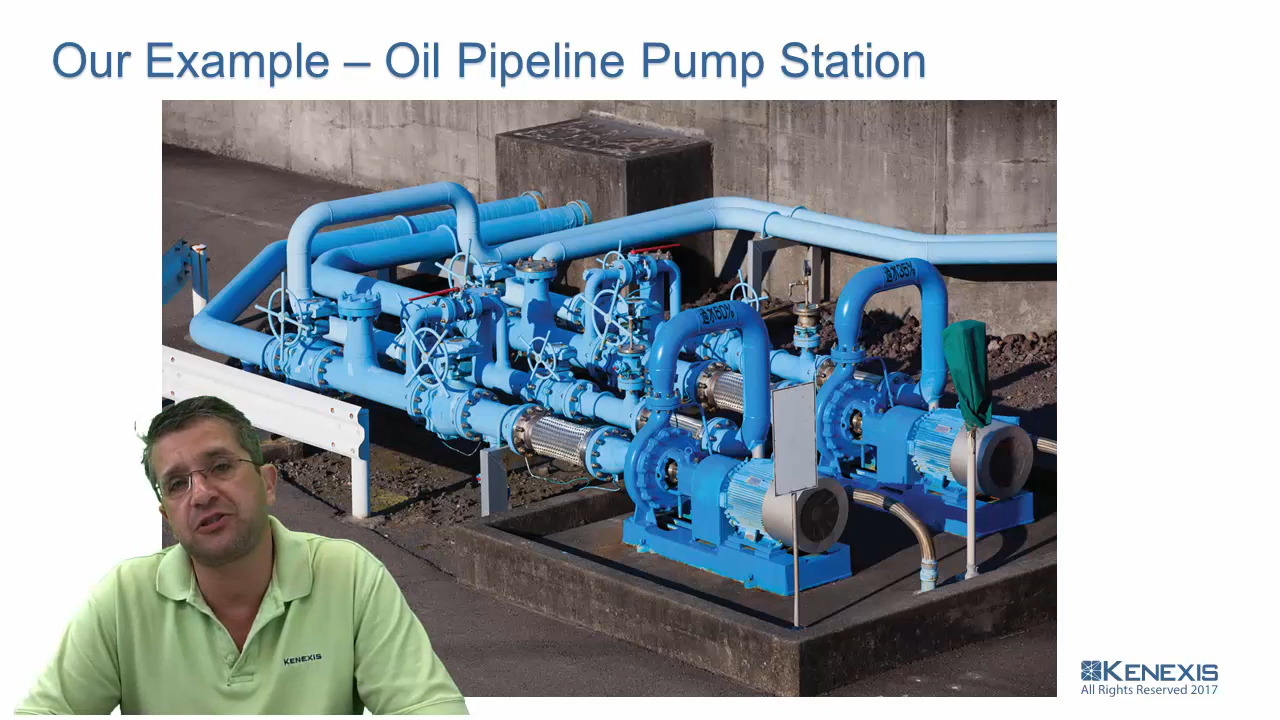 Our Example – Oil Pipeline Pump Station
KENEXIS
KENEXIS
All Rights Reserved 2017